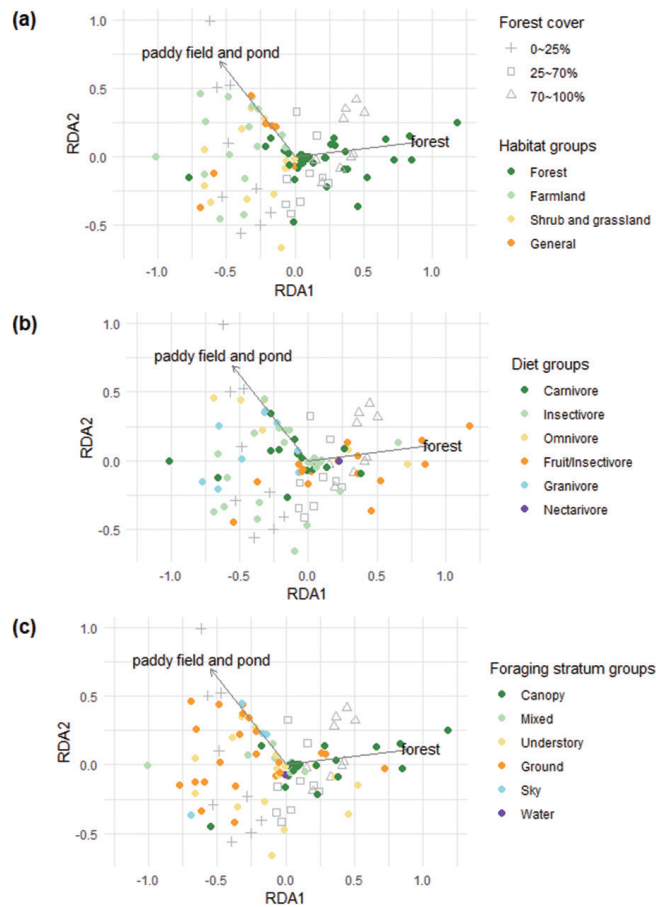 (a)
1.0
0.5
0.0
-0.5
RDA2
-1.0
-0.5
0.0
0.5
1.0
RDA1
paddy field and pond
forest
Forest cover
0~25%
25~70%
70~100%
Habitat groups
Forest
Farmland
Shrub and grassland
General
(b)
1.0
0.5
0.0
-0.5
RDA2
-1.0
-0.5
0.0
0.5
1.0
RDA1
paddy field and pond
forest
Diet groups
Carnivore
Insectivore
Omnivore
Fruit/Insectivore
Granivore
Nectarivore
(c)
1.0
0.5
0.0
-0.5
RDA2
-1.0
-0.5
0.0
0.5
1.0
RDA1
paddy field and pond
forest
Foraging stratum groups
Canopy
Mixed
Understory
Ground
Sky
Water